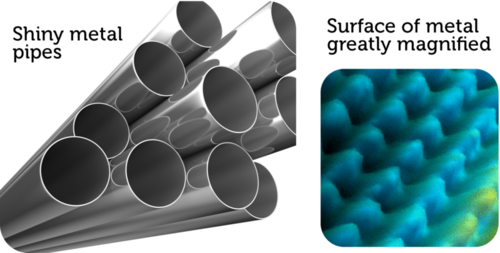 Shiny metal
pipes
Surface of metal
greatly magnified